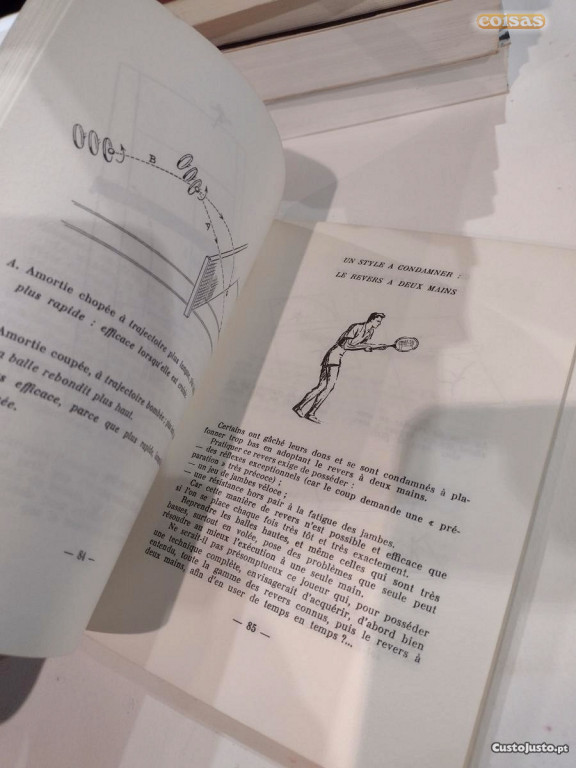 coisas
B
A
A. Amortie chopée à trajectoire plus
plus rapide : efficace lorsqu'elle est
Amortie coupée, à trajectoire bombée
balle rebondit plus haut.
efficace, parce que plus rapide,
— 84 —
UN STYLE A CONDAMNER :
LE REVERS A DEUX MAINS
Certains ont gâché leurs dons et se sont condamnés à pla-
fonner trop bas en adoptant le revers à deux mains.
Pratiquer ce revers exige de posséder :
— des réflexes exceptionnels (car le coup demande une « pré-
paration à très précoce) ;
— un jeu de jambes véloce ;
— une résistance hors pair à la fatigue des jambes.
Car cette manière de revers n'est possible et efficace que
si l'on se place chaque fois très tôt et très exactement.
Reprendre les balles hautes, et même celles qui sont très
basses, surtout en volée, pose des problèmes que seule peut
résoudre au mieux l'exécution à une seule main.
Ne serait-il pas présomptueux ce joueur qui, pour posséder
une technique complète, envisagerait d'acquérir, d'abord bien
entendu, toute la gamme des revers connus, puis le revers à
deux mains, afin d'en user de temps en temps ?...
— 85 —
CustoJusto.pt